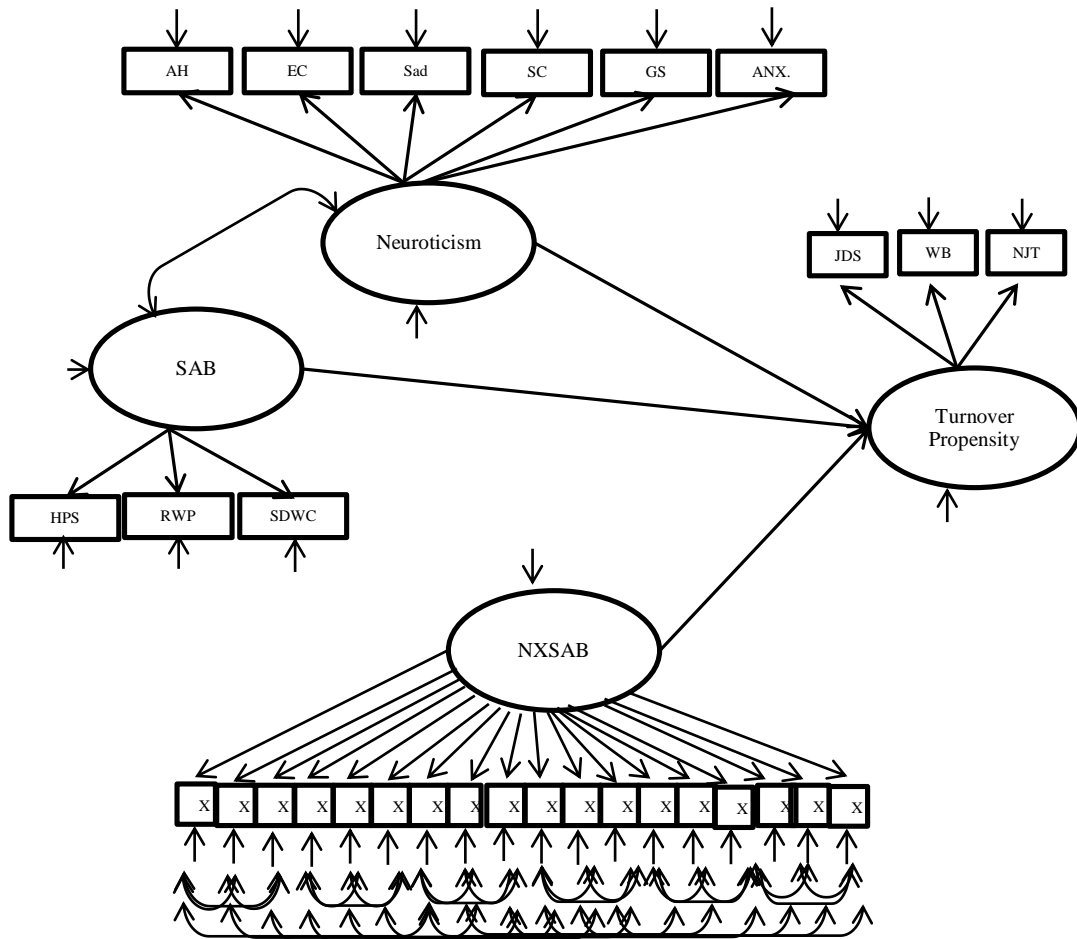 AH EC Sad SC GS ANX.
Neuroticism
JDS WB NJT
SAB
Turnover
Propensity
HPS RWP SDWC
NXSAB
X X X X X X X X X X X X X X X X X X